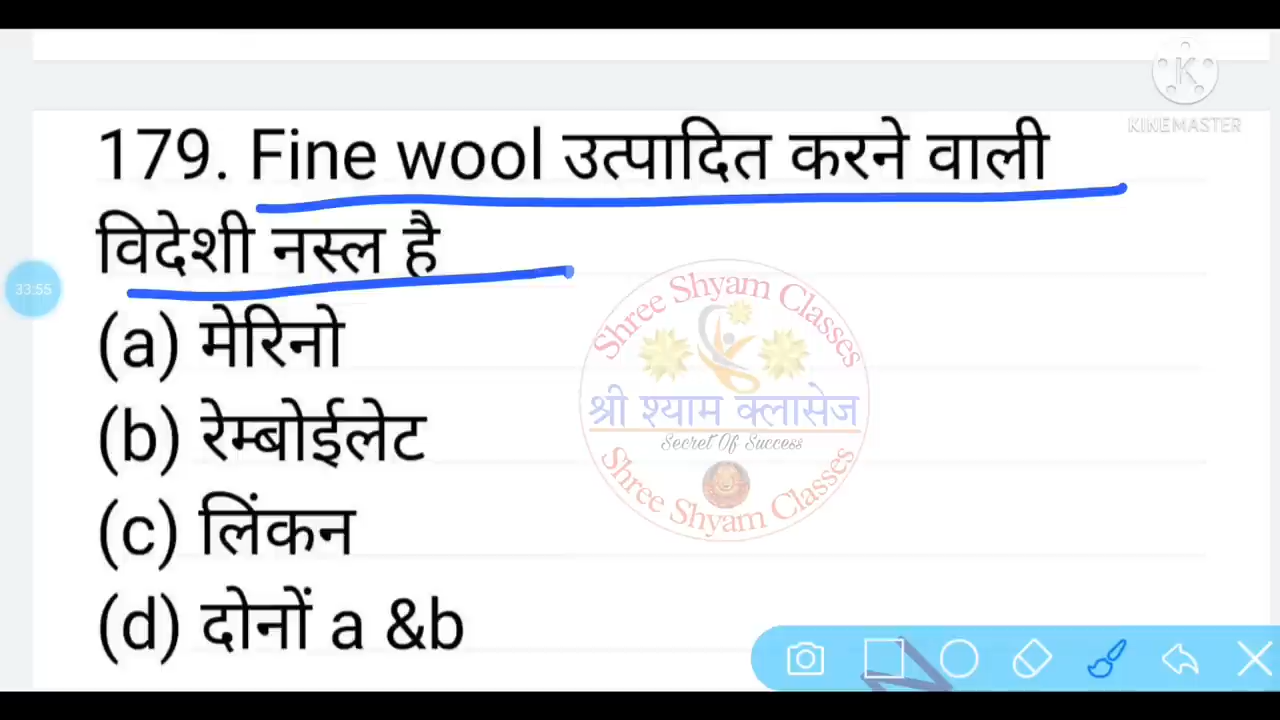 KINEMASTER
179. Fine wool उत्पादित करने वाली
विदेशी नस्ल है
33:55
(a) मेरिनो
(b) रेम्बोईलेट
(c) लिंकन
(d) दोनों a &b
Shree Shyam Classes
श्री श्याम क्लासेज
Secret Of Success
Shree Shyam Classes